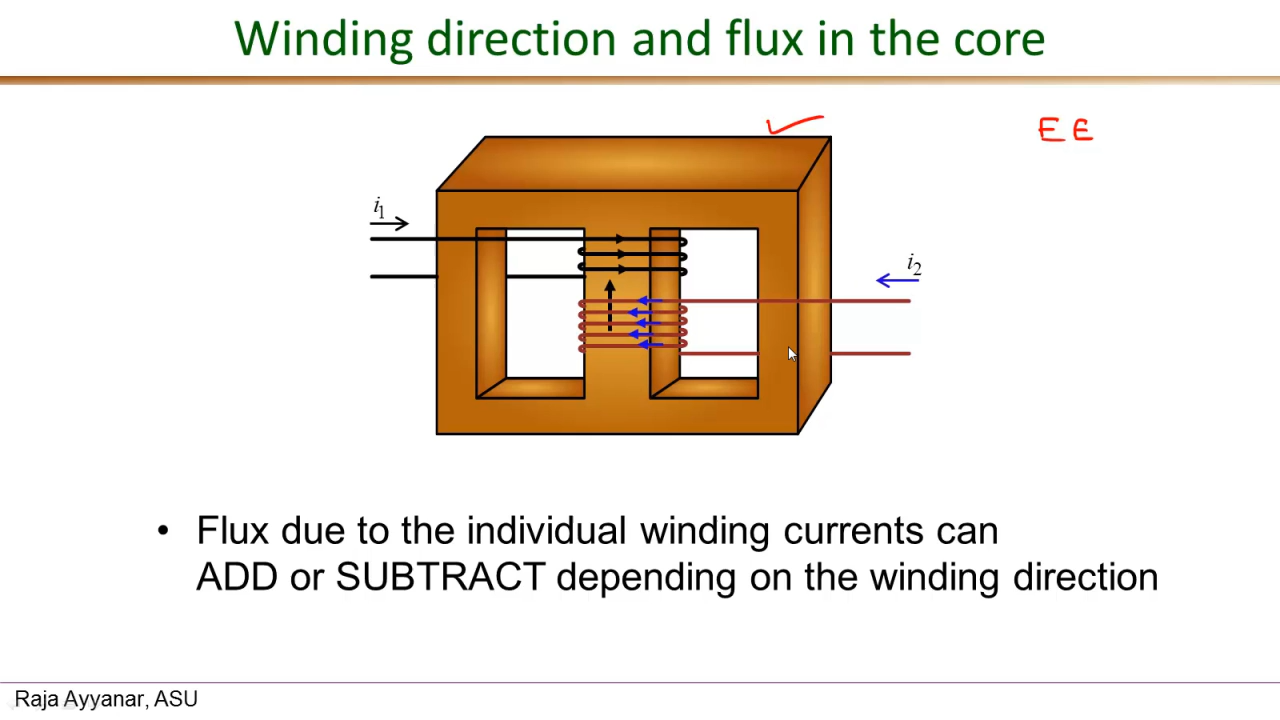 Winding direction and flux in the core
E E
i1
i2
• Flux due to the individual winding currents can
ADD or SUBTRACT depending on the winding direction
Raja Ayyanar, ASU